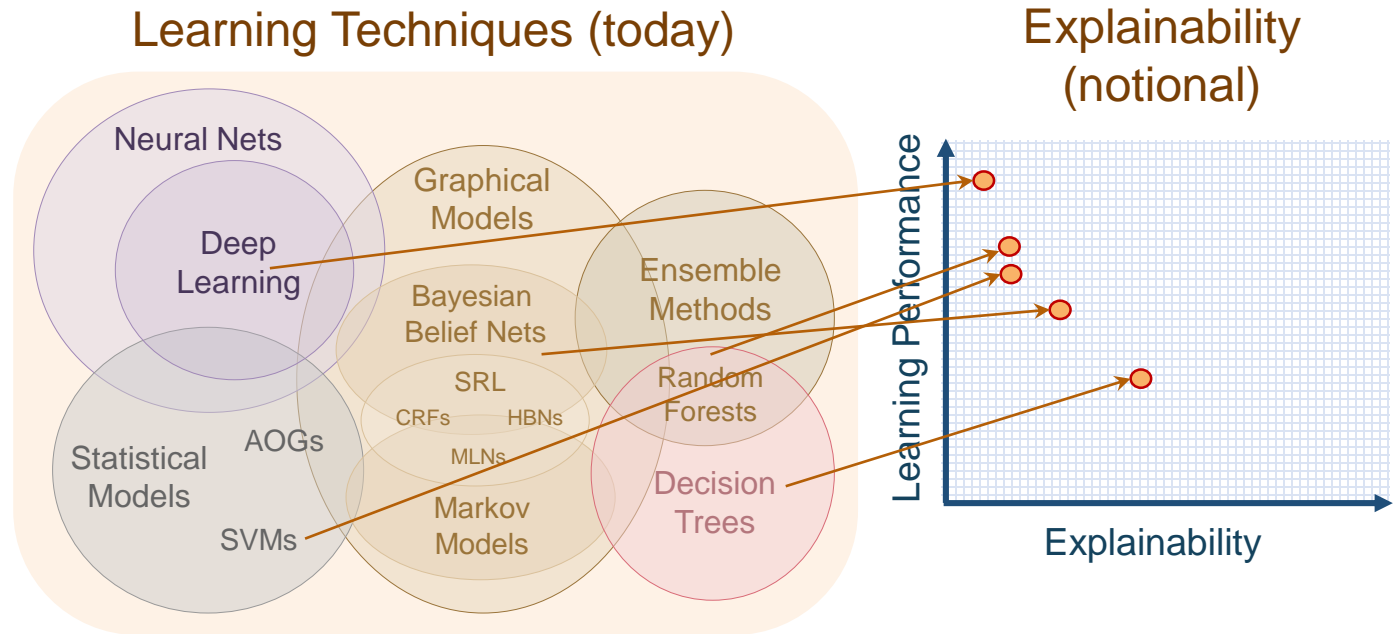 Learning Techniques (today)
Explainability
(notional)
Neural Nets
Deep
Learning
Graphical
Models
Bayesian
Belief Nets
SRL
CRFs
HBNs
MLNs
Markov
Models
Ensemble
Methods
Random
Forests
Decision
Trees
Statistical
Models
AOGs
SVMs
Learning Performance
Explainability